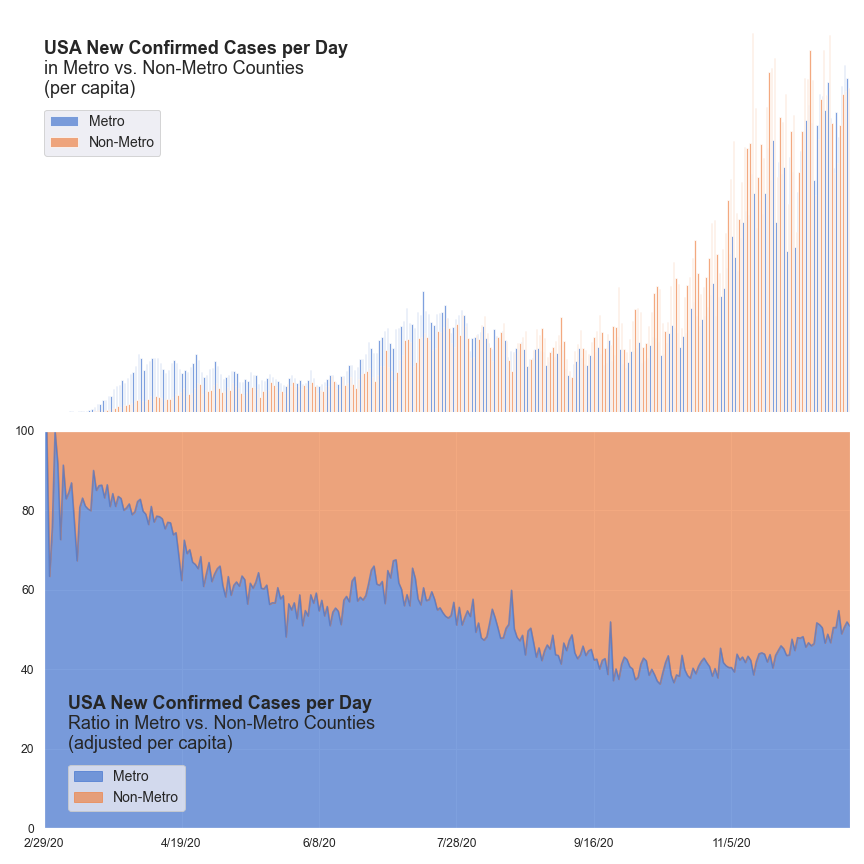 USA New Confirmed Cases per Day
in Metro vs. Non-Metro Counties
(per capita)
Metro
Non-Metro
100
80
60
40
20
0
USA New Confirmed Cases per Day
Ratio in Metro vs. Non-Metro Counties
(adjusted per capita)
Metro
Non-Metro
2/29/20 4/19/20 6/8/20 7/28/20 9/16/20 11/5/20